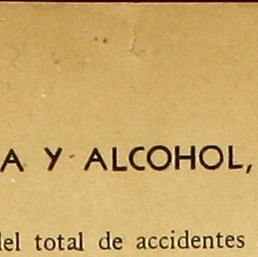 A Y ALCOHOL,
del total de accidentes